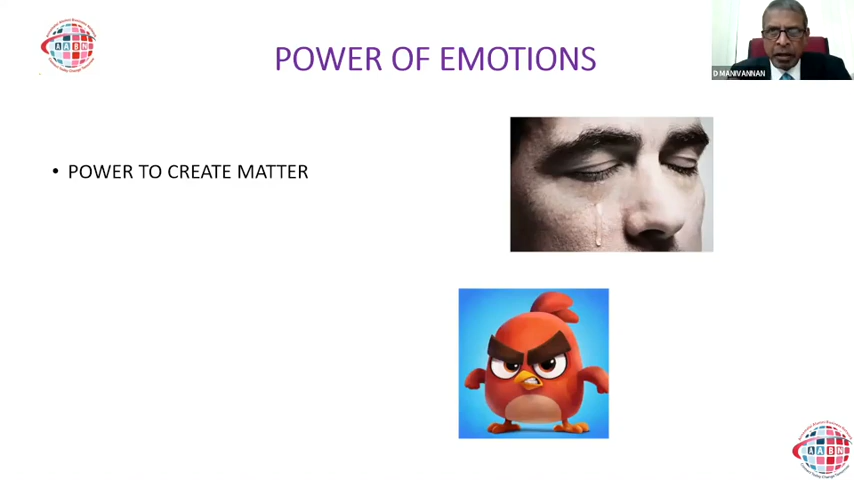 POWER OF EMOTIONS
D MANIVANNAN
• POWER TO CREATE MATTER
AABN
AABN